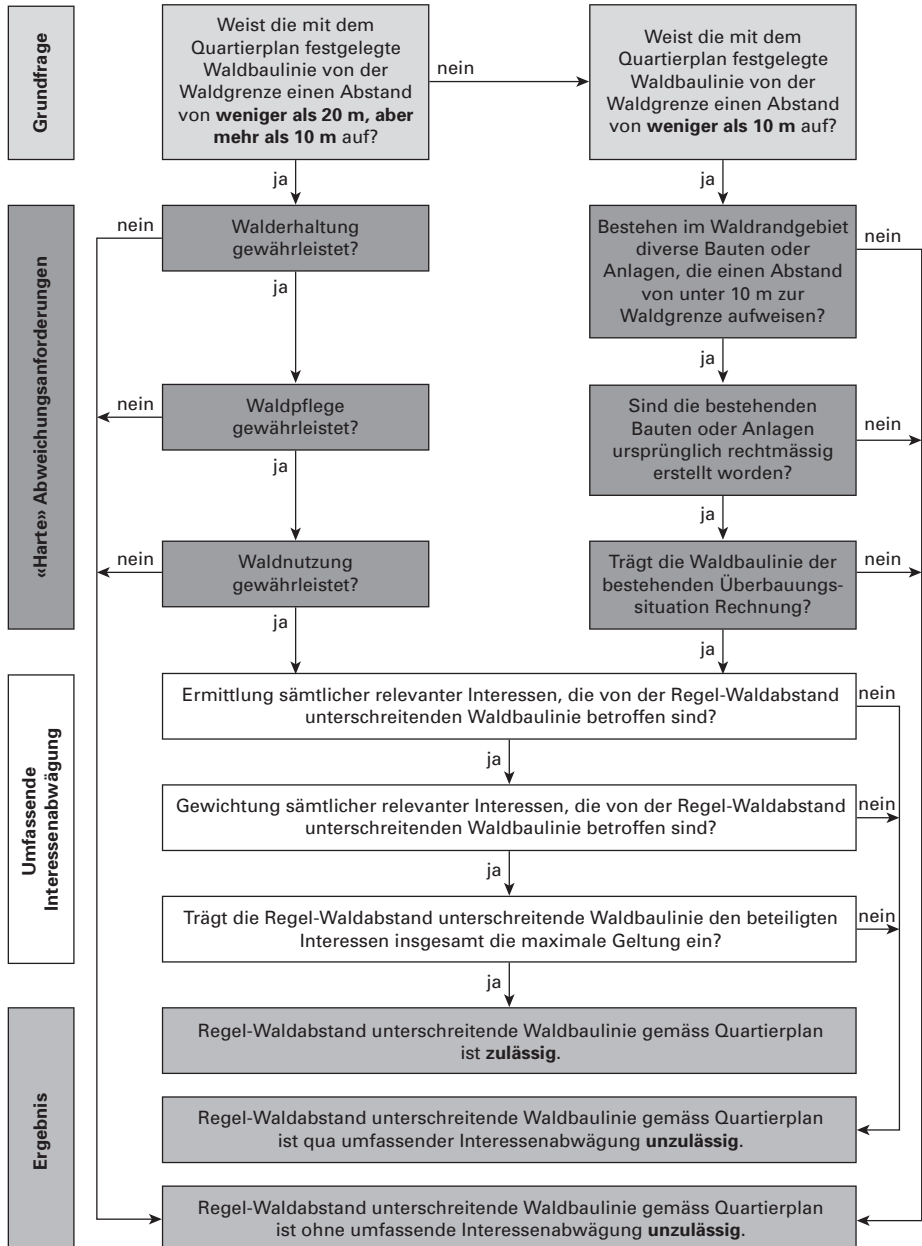 Grundfrage
Weist die mit dem
Quartierplan festgelegte
Waldbaulinie von der
Waldgrenze einen Abstand
von weniger als 20 m, aber
mehr als 10 m auf?
nein
Weist die mit dem
Quartierplan festgelegte
Waldbaulinie von der
Waldgrenze einen Abstand
von weniger als 10 m auf?
ja
ja
«Harte» Abweichungsanforderungen
nein
Walderhaltung
gewährleistet?
Bestehen im Waldrandgebiet
diverse Bauten oder
Anlagen, die einen Abstand
von unter 10 m zur
Waldgrenze aufweisen?
nein
ja
ja
nein
Waldpflege
gewährleistet?
Sind die bestehenden
Bauten oder Anlagen
ursprünglich rechtmässig
erstellt worden?
nein
ja
ja
nein
Waldnutzung
gewährleistet?
Trägt die Waldbaulinie der
bestehenden Überbauungs-
situation Rechnung?
nein
ja
ja
Umfassende
Interessenabwägung
Ermittlung sämtlicher relevanter Interessen, die von der Regel-Waldabstand
unterschreitenden Waldbaulinie betroffen sind?
nein
ja
Gewichtung sämtlicher relevanter Interessen, die von der Regel-Waldabstand
unterschreitenden Waldbaulinie betroffen sind?
nein
ja
Trägt die Regel-Waldabstand unterschreitende Waldbaulinie den beteiligten
Interessen insgesamt die maximale Geltung ein?
nein
ja
Ergebnis
Regel-Waldabstand unterschreitende Waldbaulinie gemäss Quartierplan
ist zulässig.
Regel-Waldabstand unterschreitende Waldbaulinie gemäss Quartierplan
ist qua umfassender Interessenabwägung unzulässig.
Regel-Waldabstand unterschreitende Waldbaulinie gemäss Quartierplan
ist ohne umfassende Interessenabwägung unzulässig.